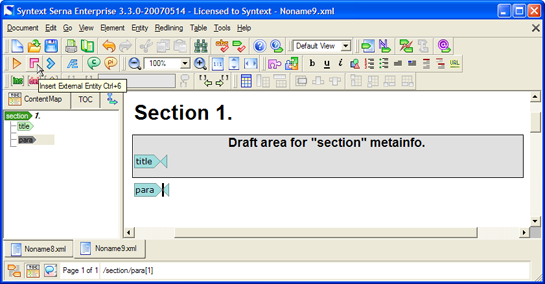 Syntext Serna Enterprise 3.3.0-20070514 - Licensed to Syntext - Noname9.xml
Document Edit View Go Element Entity Redlining Table Tools Help
Default View
100% b u i
Insert External Entity Ctrl+6
ContentMap TOC
section 1.
title
para
Section 1.
Draft area for "section" metainfo.
title
para
Noname8.xml Noname9.xml
TOC Page 1 of 1 /section/para[1]